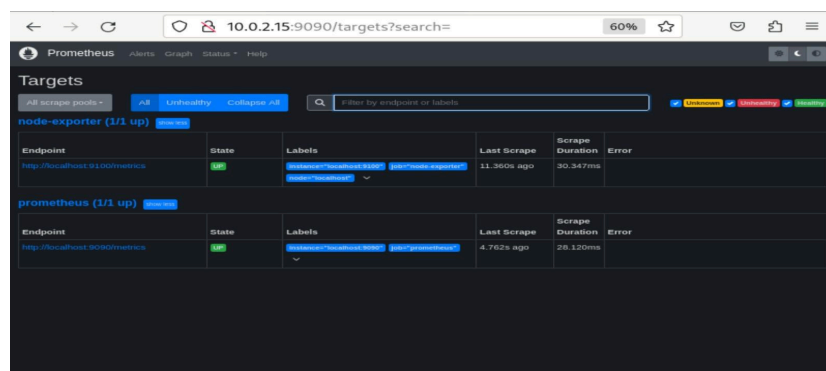 10.0.2.15:9090/targets?search=
60%
Prometheus Alerts Graph Status Help
Targets
All scrape pools
All Unhealthy Collapse All
Filter by endpoint or labels
Unknown Unhealthy Healthy
node-exporter (1/1 up) show less
Endpoint State Labels Last Scrape Scrape Duration Error
http://localhost:9100/metrics UP instance="localhost:9100" job="node-exporter" 11.360s ago 30.347ms
node="localhost"
prometheus (1/1 up) show less
Endpoint State Labels Last Scrape Scrape Duration Error
http://localhost:9090/metrics UP instance="localhost:9090" job="prometheus" 4.762s ago 28.120ms